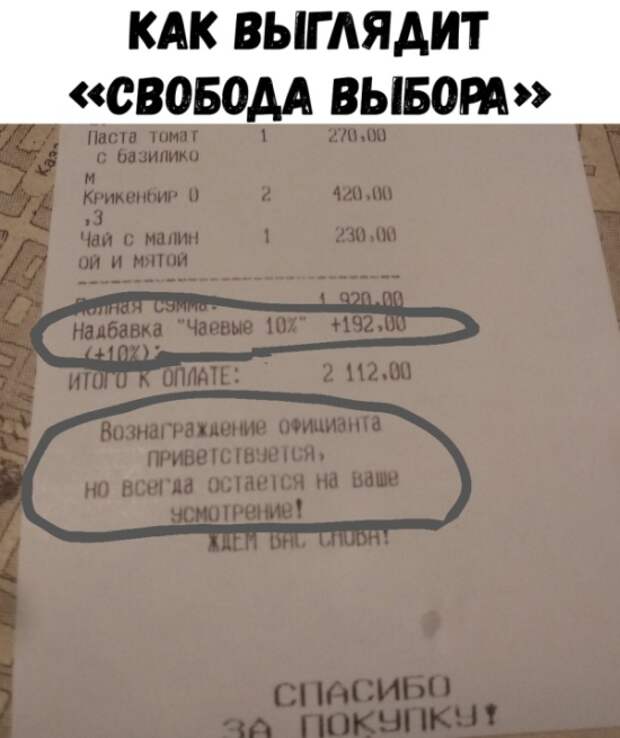 КАК ВЫГЛЯДИТ
«СВОБОДА ВЫБОРА»
Паста томат 1 270,00
с базилико
м
Крикенбир 0 2 420,00
,3
Чай с малин 1 230,00
ой и мятой
Полная сумма: 1 920,00
Надбавка "Чаевые 10%" +192,00
(+10%):
ИТОГО К ОПЛАТЕ: 2 112,00
Вознаграждение официанта
приветствуется,
но всегда остается на ваше
усмотрение!
ЖДЕМ ВАС СНОВА!
СПАСИБО
ЗА ПОКУПКУ!